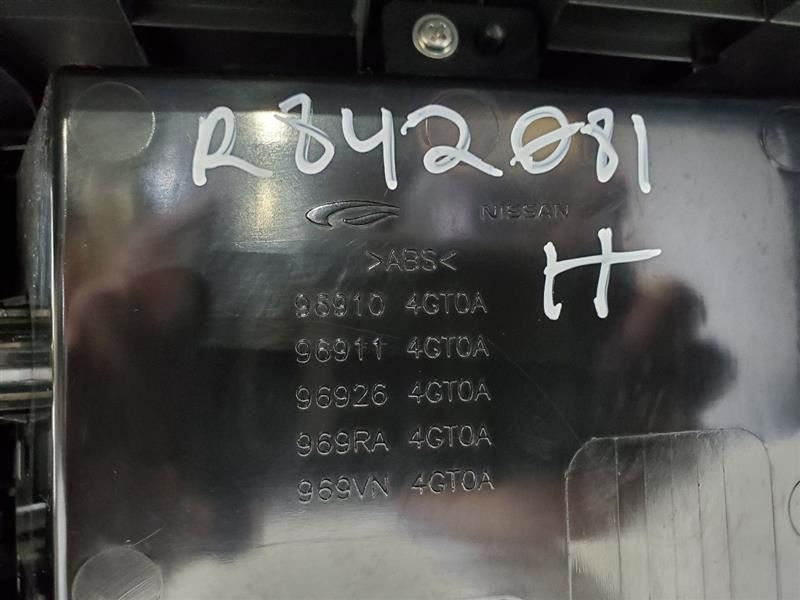 R842081
NISSAN
H
>ABS<
96910 4GT0A
96911 4GT0A
96926 4GT0A
969RA 4GT0A
969VN 4GT0A